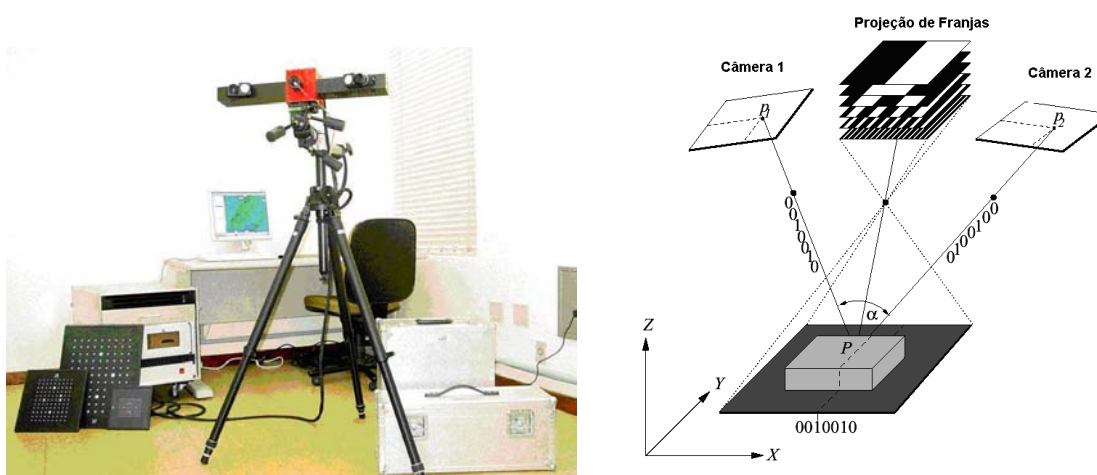 Projeção de Franjas
Câmera 1
Câmera 2
p1
p2
0010010
0100100
α
P
Z
Y
X
0010010